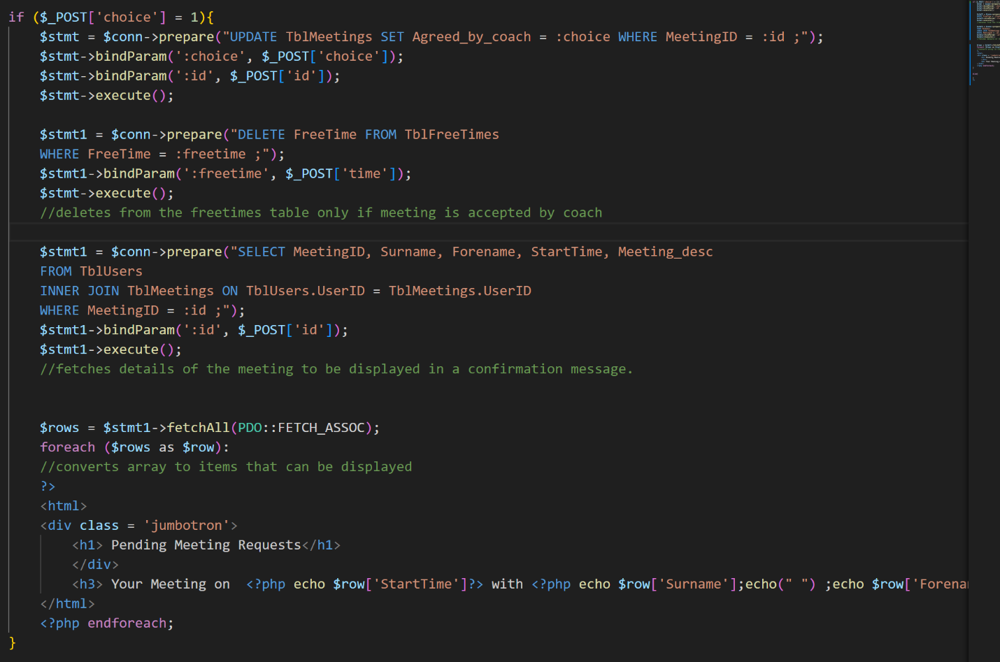 if ($_POST['choice'] = 1){
$stmt = $conn->prepare("UPDATE TblMeetings SET Agreed_by_coach = :choice WHERE MeetingID = :id ;");
$stmt->bindParam(':choice', $_POST['choice']);
$stmt->bindParam(':id', $_POST['id']);
$stmt->execute();
$stmt1 = $conn->prepare("DELETE FreeTime FROM TblFreeTimes
WHERE FreeTime = :freetime ;");
$stmt1->bindParam(':freetime', $_POST['time']);
$stmt->execute();
//deletes from the freetimes table only if meeting is accepted by coach
$stmt1 = $conn->prepare("SELECT MeetingID, Surname, Forename, StartTime, Meeting_desc
FROM TblUsers
INNER JOIN TblMeetings ON TblUsers.UserID = TblMeetings.UserID
WHERE MeetingID = :id ;");
$stmt1->bindParam(':id', $_POST['id']);
$stmt1->execute();
//fetches details of the meeting to be displayed in a confirmation message.
$rows = $stmt1->fetchAll(PDO::FETCH_ASSOC);
foreach ($rows as $row):
//converts array to items that can be displayed
?>
<html>
<div class = 'jumbotron'>
<h1> Pending Meeting Requests</h1>
</div>
<h3> Your Meeting on  <?php echo $row['StartTime']?> with <?php echo $row['Surname'];echo(" ") ;echo $row['Forena
</html>
<?php endforeach;
}